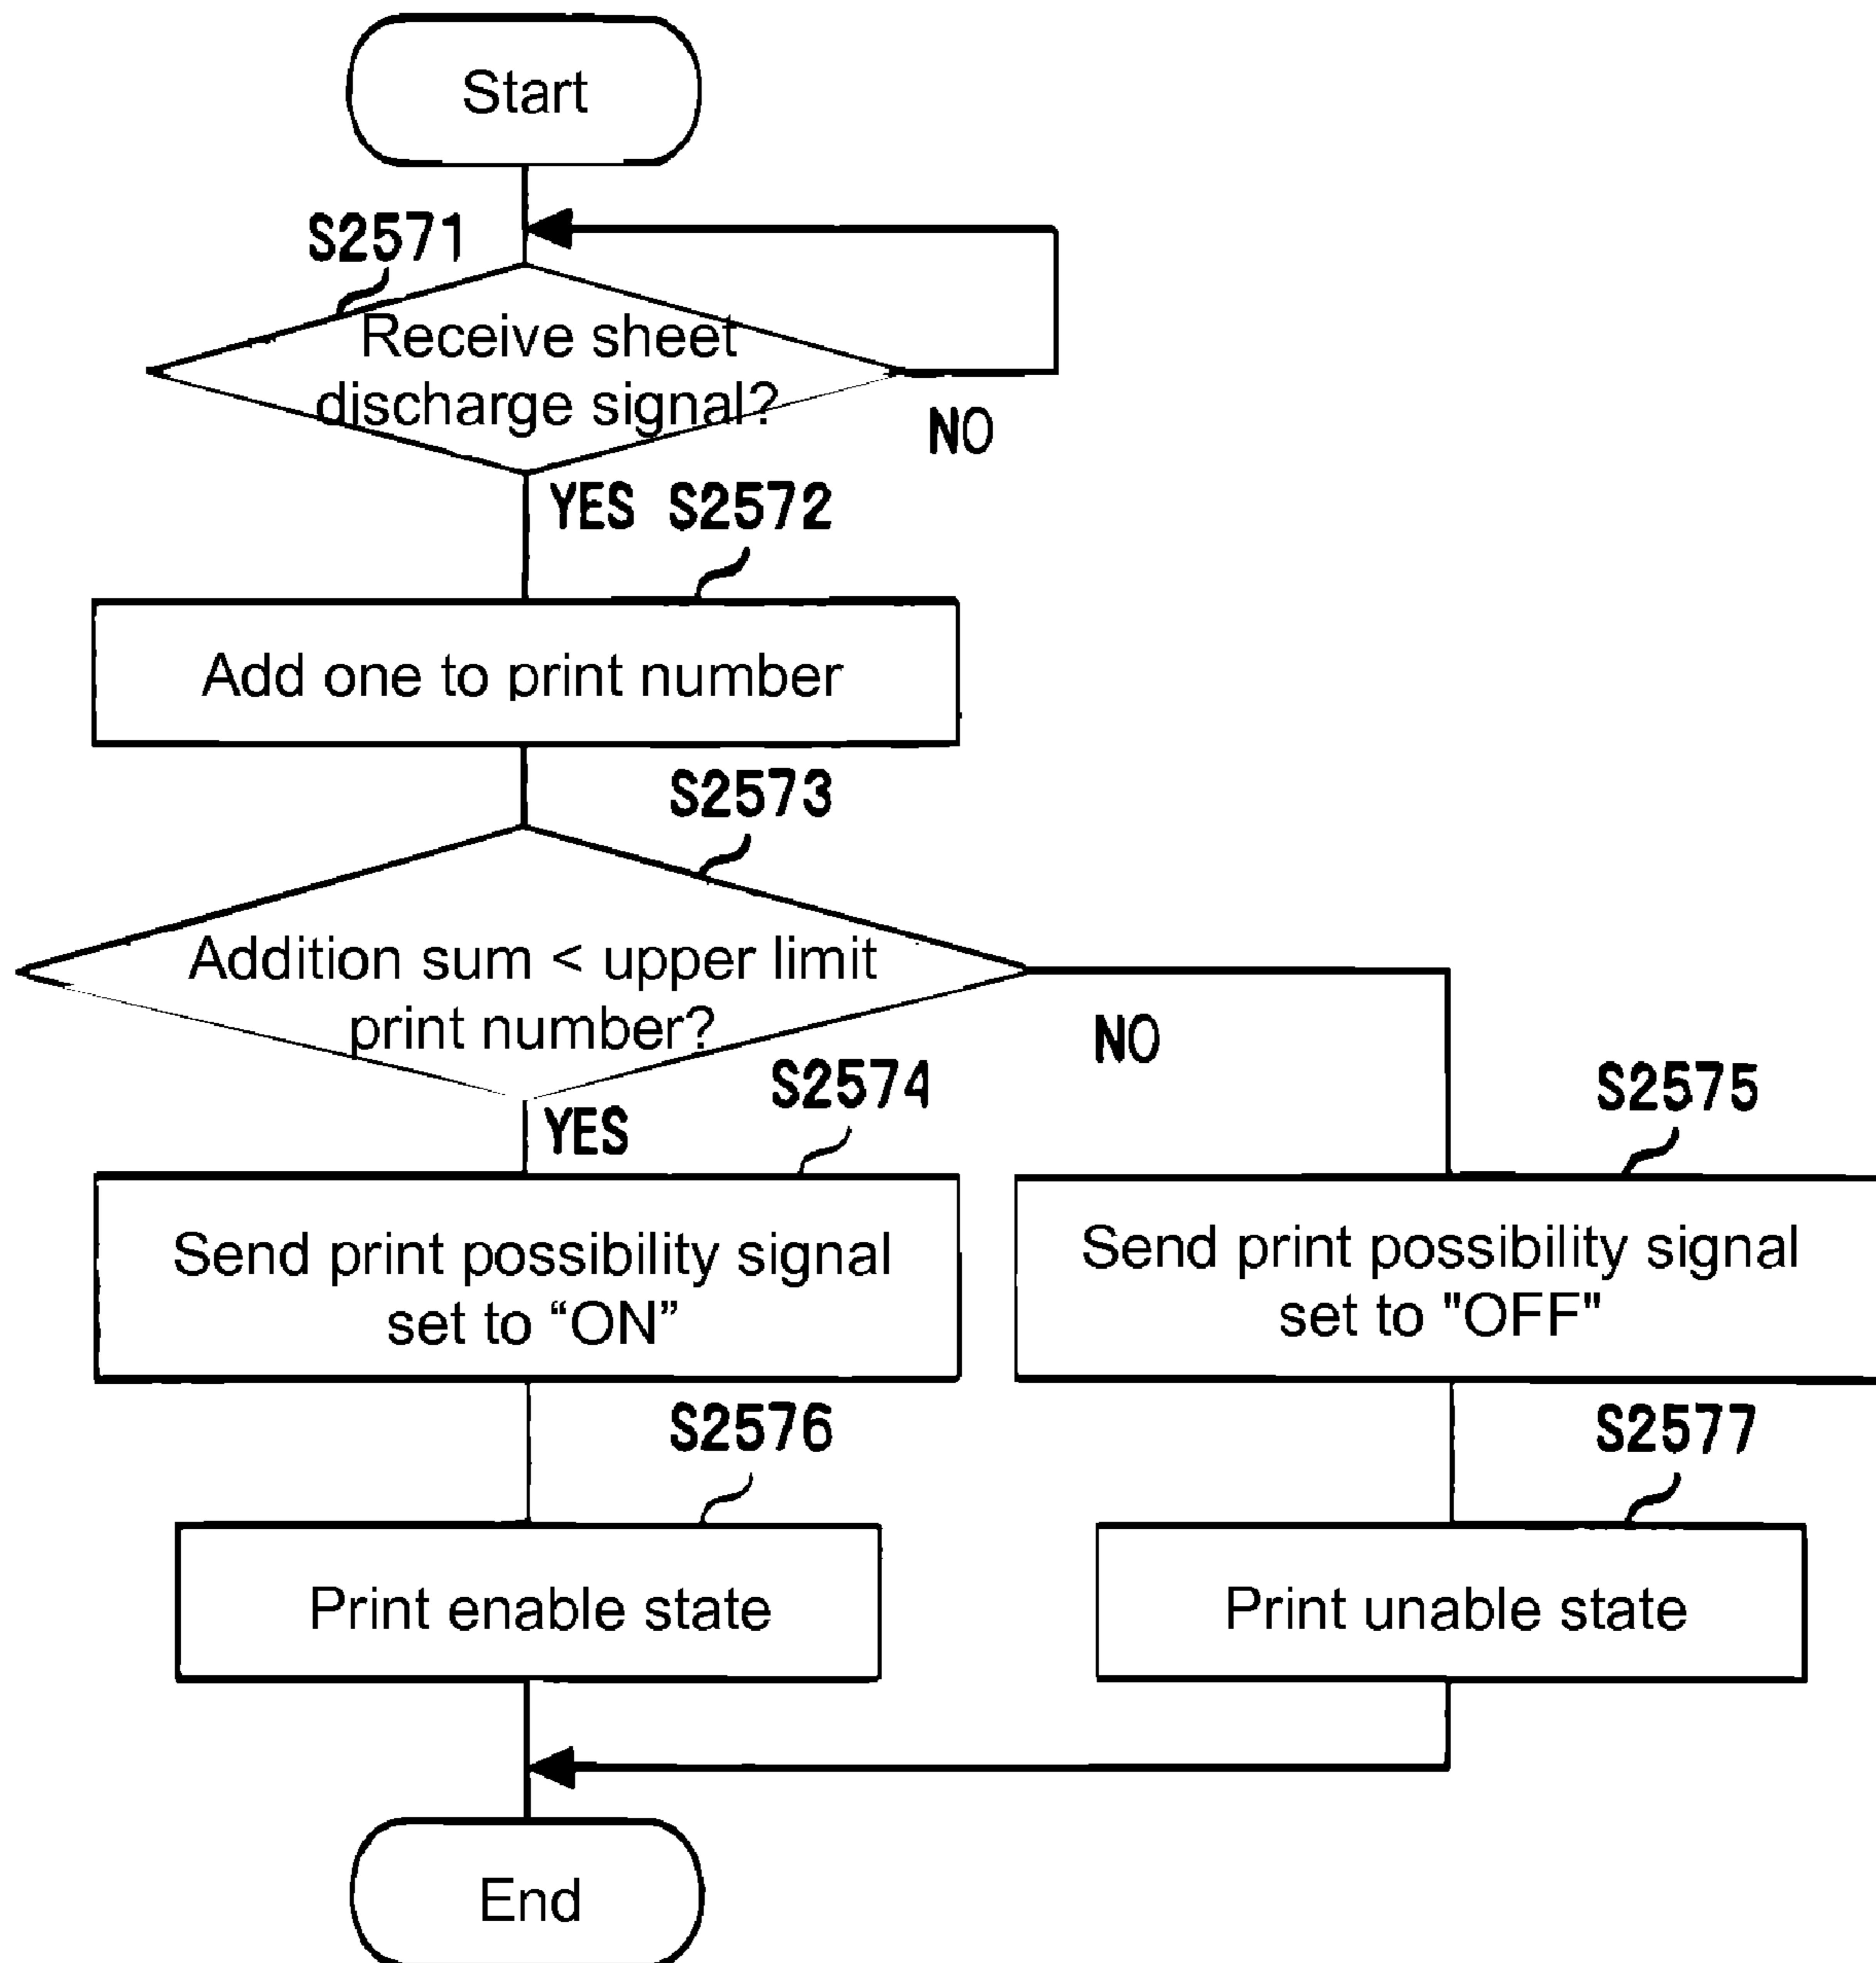 Start
S2571
Receive sheet
discharge signal?
NO
YES S2572
Add one to print number
S2573
Addition sum < upper limit
print number?
NO
YES
S2574
S2575
Send print possibility signal
set to “ON”
Send print possibility signal
set to "OFF"
S2576
S2577
Print enable state
Print unable state
End